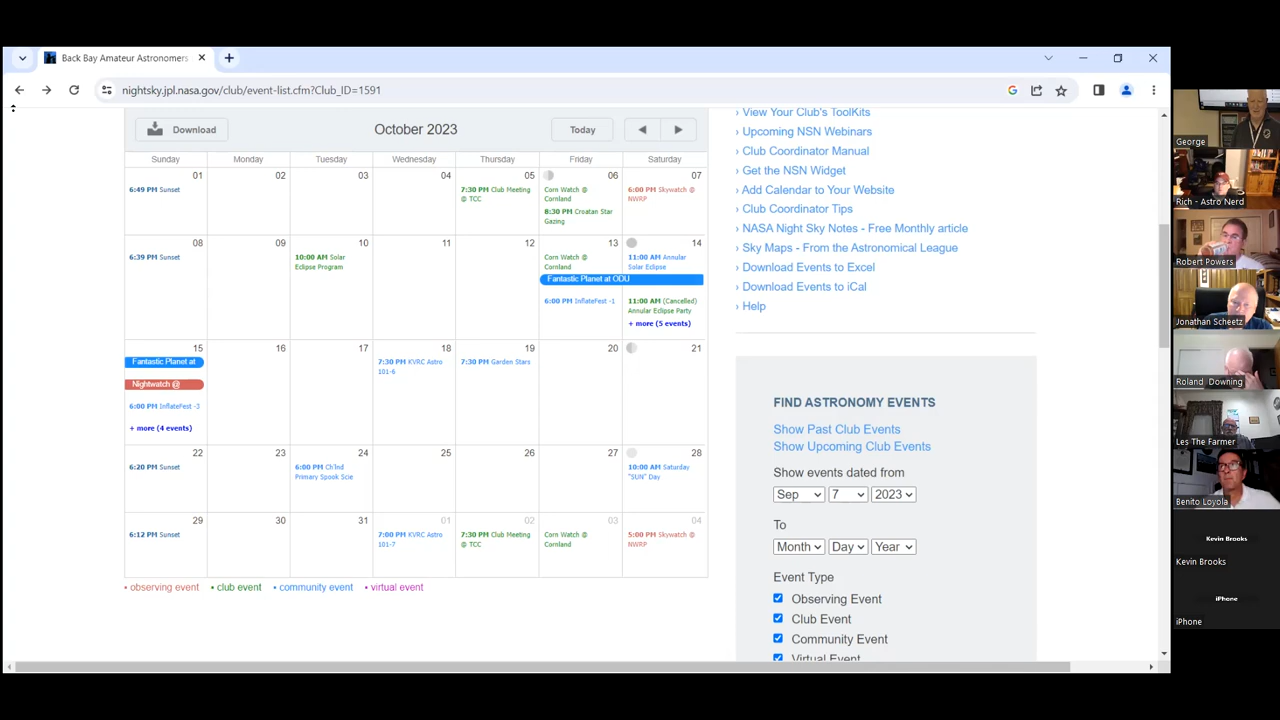 Back Bay Amateur Astronomers
nightsky.jpl.nasa.gov/club/event-list.cfm?Club_ID=1591
Download
October 2023
Today
Sunday Monday Tuesday Wednesday Thursday Friday Saturday
01 02 03 04 05 06 07
6:49 PM Sunset
7:30 PM Club Meeting
@ TCC
Corn Watch @
Cornland
8:30 PM Croatan Star
Gazing
6:00 PM Skywatch @
NWRP
08 09 10 11 12 13 14
6:39 PM Sunset
10:00 AM Solar
Eclipse Program
Corn Watch @
Cornland
11:00 AM Annular
Solar Eclipse
Fantastic Planet at ODU
6:00 PM InflateFest -1
11:00 AM (Cancelled)
Annular Eclipse Party
+ more (5 events)
15 16 17 18 19 20 21
Fantastic Planet at
Nightwatch @
6:00 PM InflateFest -3
+ more (4 events)
7:30 PM KVRC Astro
101-6
7:30 PM Garden Stars
22 23 24 25 26 27 28
6:20 PM Sunset
6:00 PM Ch'lnd
Primary Spook Scie
10:00 AM Saturday
"SUN" Day
29 30 31 01 02 03 04
6:12 PM Sunset
7:00 PM KVRC Astro
101-7
7:30 PM Club Meeting
@ TCC
Corn Watch @
Cornland
5:00 PM Skywatch @
NWRP
• observing event • club event • community event • virtual event
› View Your Club's ToolKits
› Upcoming NSN Webinars
› Club Coordinator Manual
› Get the NSN Widget
› Add Calendar to Your Website
› Club Coordinator Tips
› NASA Night Sky Notes - Free Monthly article
› Sky Maps - From the Astronomical League
› Download Events to Excel
› Download Events to iCal
› Help
FIND ASTRONOMY EVENTS
Show Past Club Events
Show Upcoming Club Events
Show events dated from
Sep 7 2023
To
Month Day Year
Event Type
Observing Event
Club Event
Community Event
Virtual Event
George
Rich - Astro Nerd
Robert Powers
Jonathan Scheetz
Roland Downing
Les The Farmer
Benito Loyola
Kevin Brooks
Kevin Brooks
iPhone
iPhone